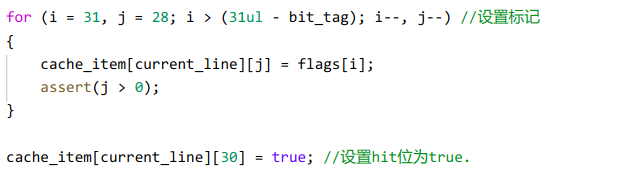 for (i = 31, j = 28; i > (31ul - bit_tag); i--, j--) //设置标记
{
    cache_item[current_line][j] = flags[i];
    assert(j > 0);
}
cache_item[current_line][30] = true; //设置hit位为true.